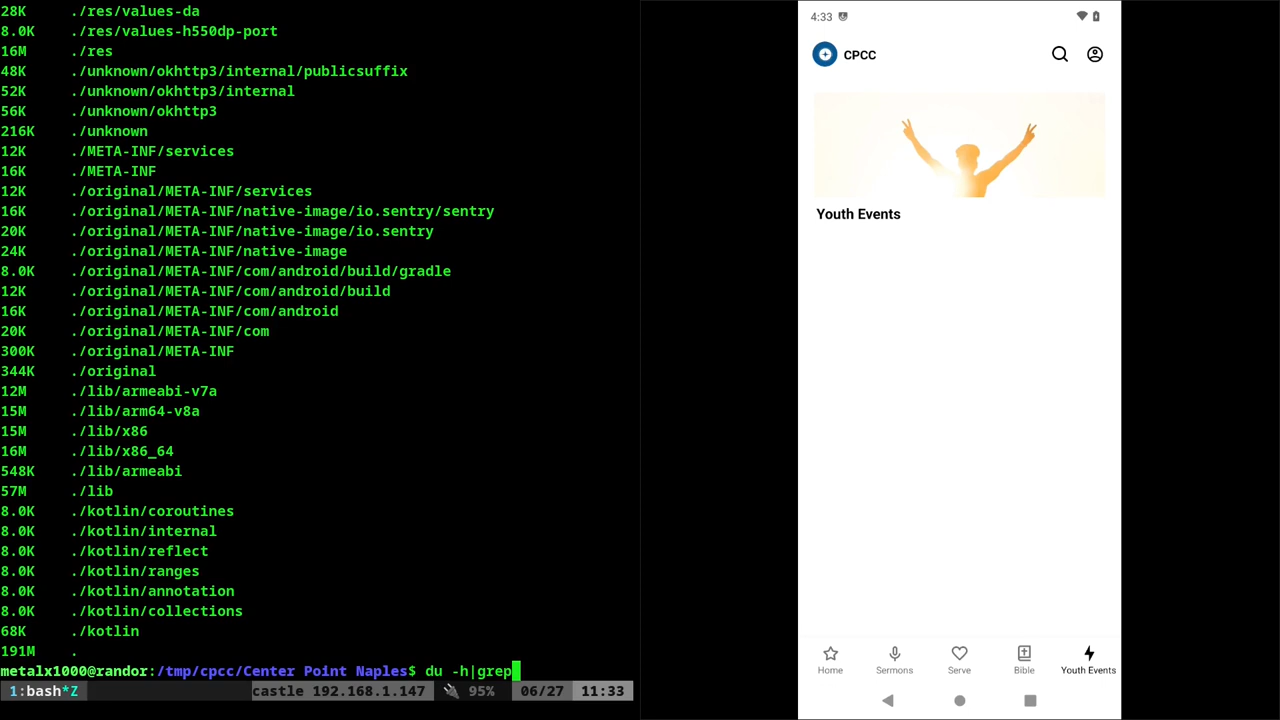 28K ./res/values-da
8.0K ./res/values-h550dp-port
16M ./res
48K ./unknown/okhttp3/internal/publicsuffix
52K ./unknown/okhttp3/internal
56K ./unknown/okhttp3
216K ./unknown
12K ./META-INF/services
16K ./META-INF
12K ./original/META-INF/services
16K ./original/META-INF/native-image/io.sentry/sentry
20K ./original/META-INF/native-image/io.sentry
24K ./original/META-INF/native-image
8.0K ./original/META-INF/com/android/build/gradle
12K ./original/META-INF/com/android/build
16K ./original/META-INF/com/android
20K ./original/META-INF/com
300K ./original/META-INF
344K ./original
12M ./lib/armeabi-v7a
15M ./lib/arm64-v8a
15M ./lib/x86
16M ./lib/x86_64
548K ./lib/armeabi
57M ./lib
8.0K ./kotlin/coroutines
8.0K ./kotlin/internal
8.0K ./kotlin/reflect
8.0K ./kotlin/ranges
8.0K ./kotlin/annotation
8.0K ./kotlin/collections
68K ./kotlin
191M .
metalx1000@randor:/tmp/cpcc/Center Point Naples$ du -h|grep
1:bash*Z castle 192.168.1.147 95% 06/27 11:33
4:33
CPCC
Youth Events
Home Sermons Serve Bible Youth Events